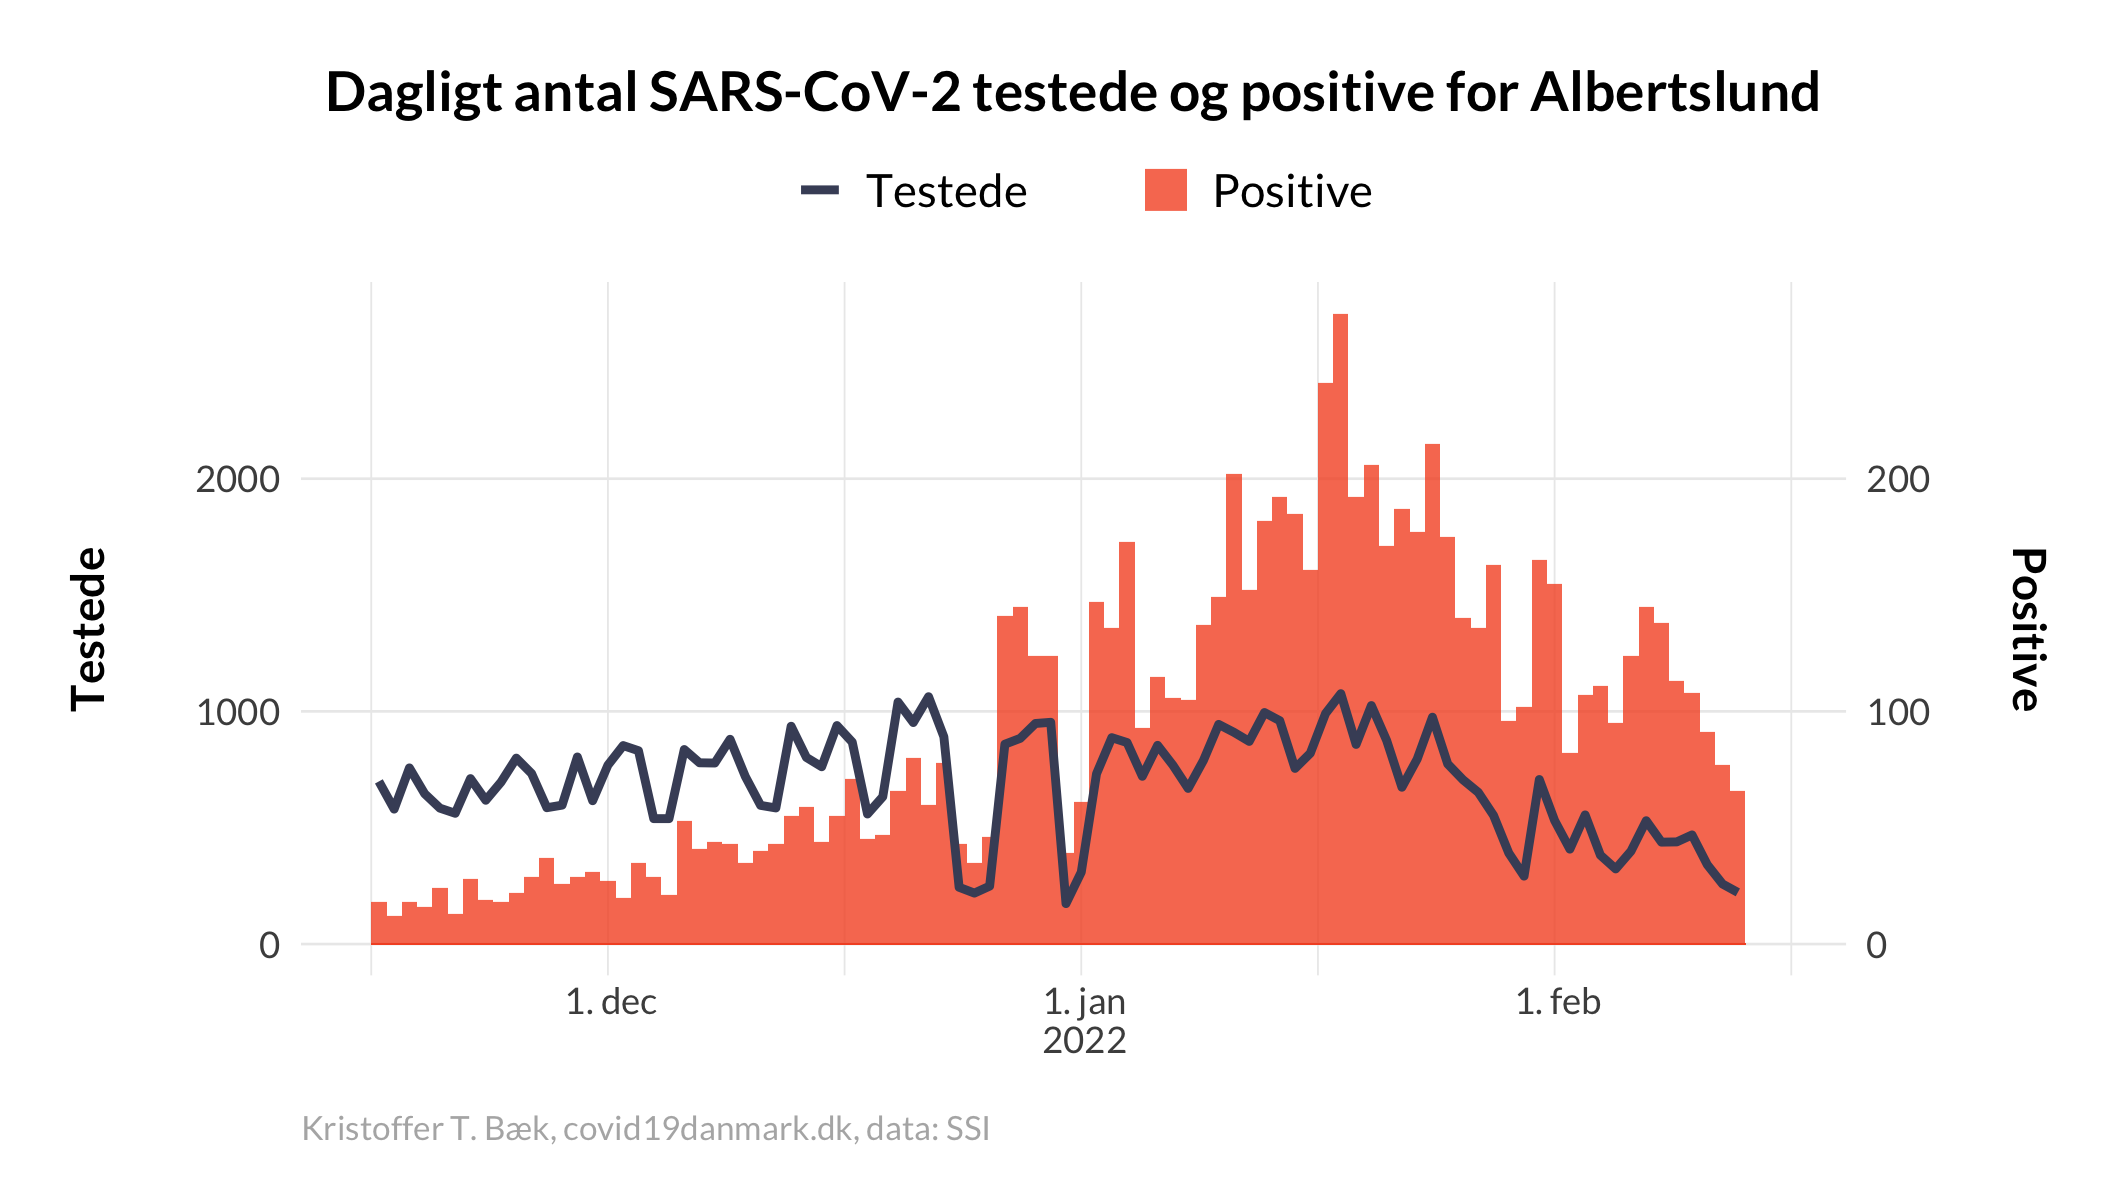 Dagligt antal SARS-CoV-2 testede og positive for Albertslund
Testede
Positive
Testede
2000
1000
0
200
100
0
Positive
1. dec
1. jan
2022
1. feb
Kristoffer T. Bæk, covid19danmark.dk, data: SSI